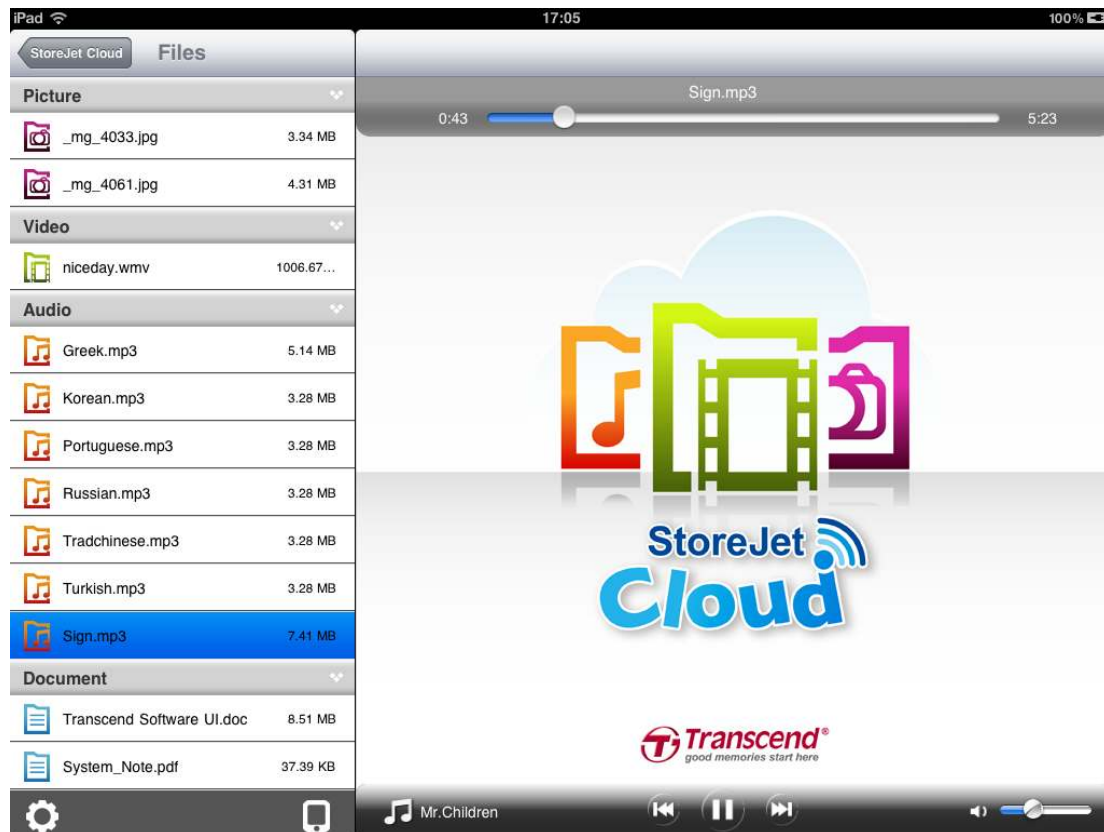 iPad 17:05 100%
StoreJet Cloud Files
Picture
_mg_4033.jpg 3.34 MB
_mg_4061.jpg 4.31 MB
Video
niceday.wmv 1006.67...
Audio
Greek.mp3 5.14 MB
Korean.mp3 3.28 MB
Portuguese.mp3 3.28 MB
Russian.mp3 3.28 MB
Tradchinese.mp3 3.28 MB
Turkish.mp3 3.28 MB
Sign.mp3 7.41 MB
Document
Transcend Software UI.doc 8.51 MB
System_Note.pdf 37.39 KB
Sign.mp3
0:43 5:23
StoreJet
Cloud
Transcend®
good memories start here
Mr.Children